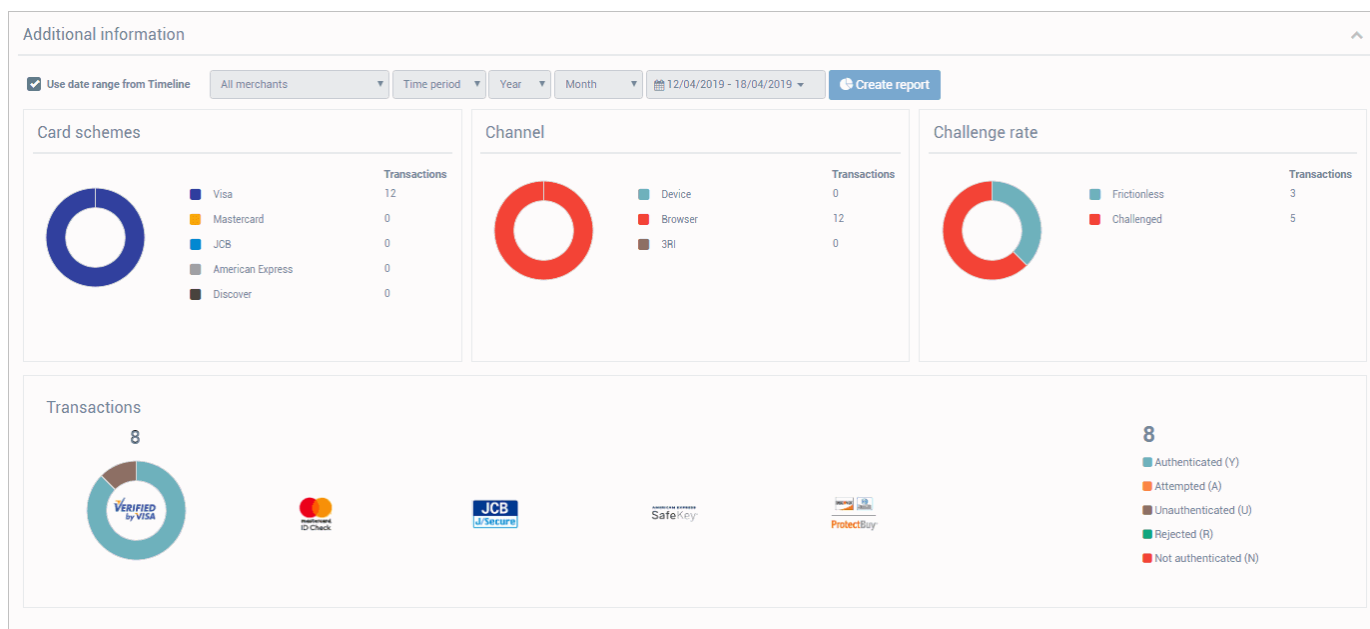 Additional information
Use date range from Timeline All merchants Time period Year Month 12/04/2019 - 18/04/2019 Create report
Card schemes
Transactions
Visa 12
Mastercard 0
JCB 0
American Express 0
Discover 0
Channel
Transactions
Device 0
Browser 12
3RI 0
Challenge rate
Transactions
Frictionless 3
Challenged 5
Transactions
8
VERIFIED
by VISA
mastercard
ID Check
JCB
J/Secure
AMERICAN EXPRESS
SafeKey
ProtectBuy
8
Authenticated (Y)
Attempted (A)
Unauthenticated (U)
Rejected (R)
Not authenticated (N)